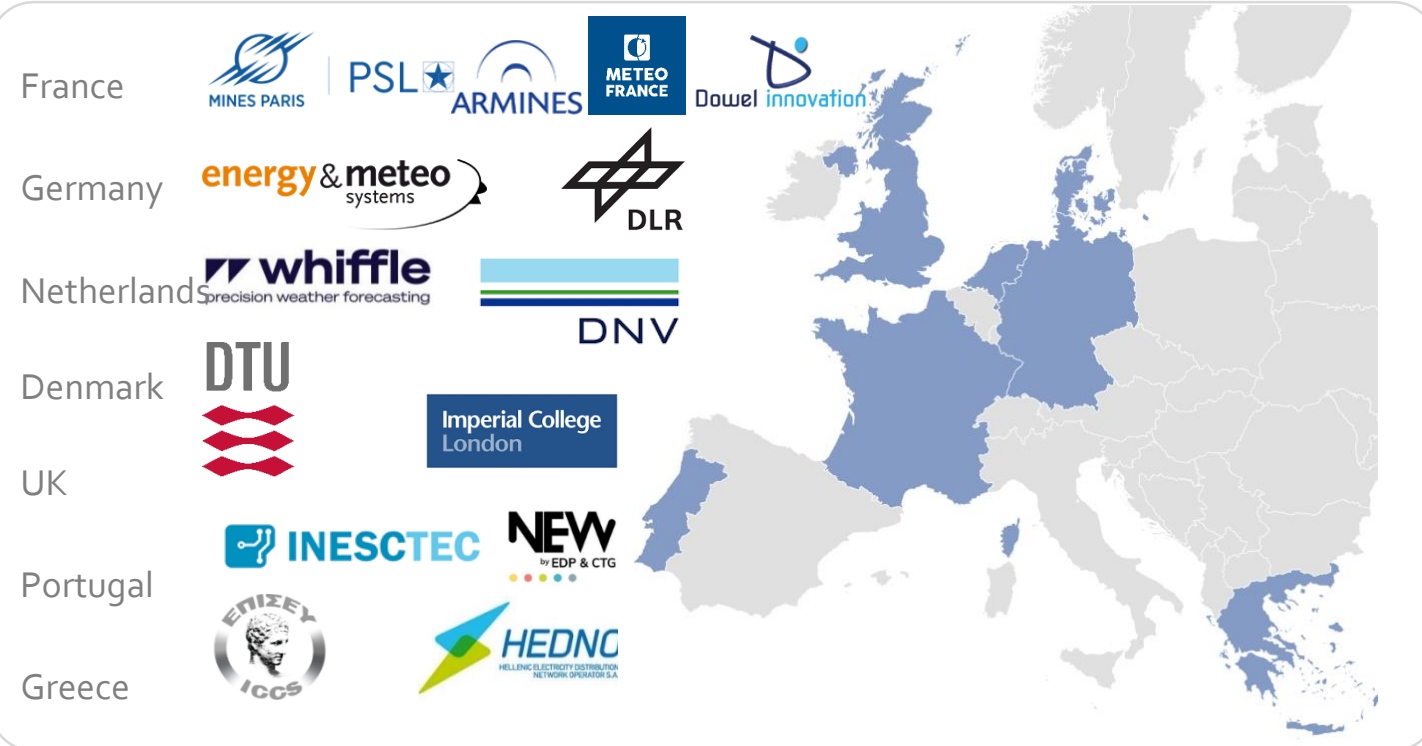 France
MINES PARIS
PSL
ARMINES
METEO
FRANCE
Dowel innovation
Germany
energy & meteo
systems
DLR
Netherlands
whiffle
precision weather forecasting
DNV
Denmark
DTU
Imperial College
London
UK
INESCTEC
NEW
by EDP & CTG
Portugal
ΕΠΙΣΕΥ
ICCS
HEDNO
HELLENIC ELECTRICITY DISTRIBUTION
NETWORK OPERATOR S.A
Greece